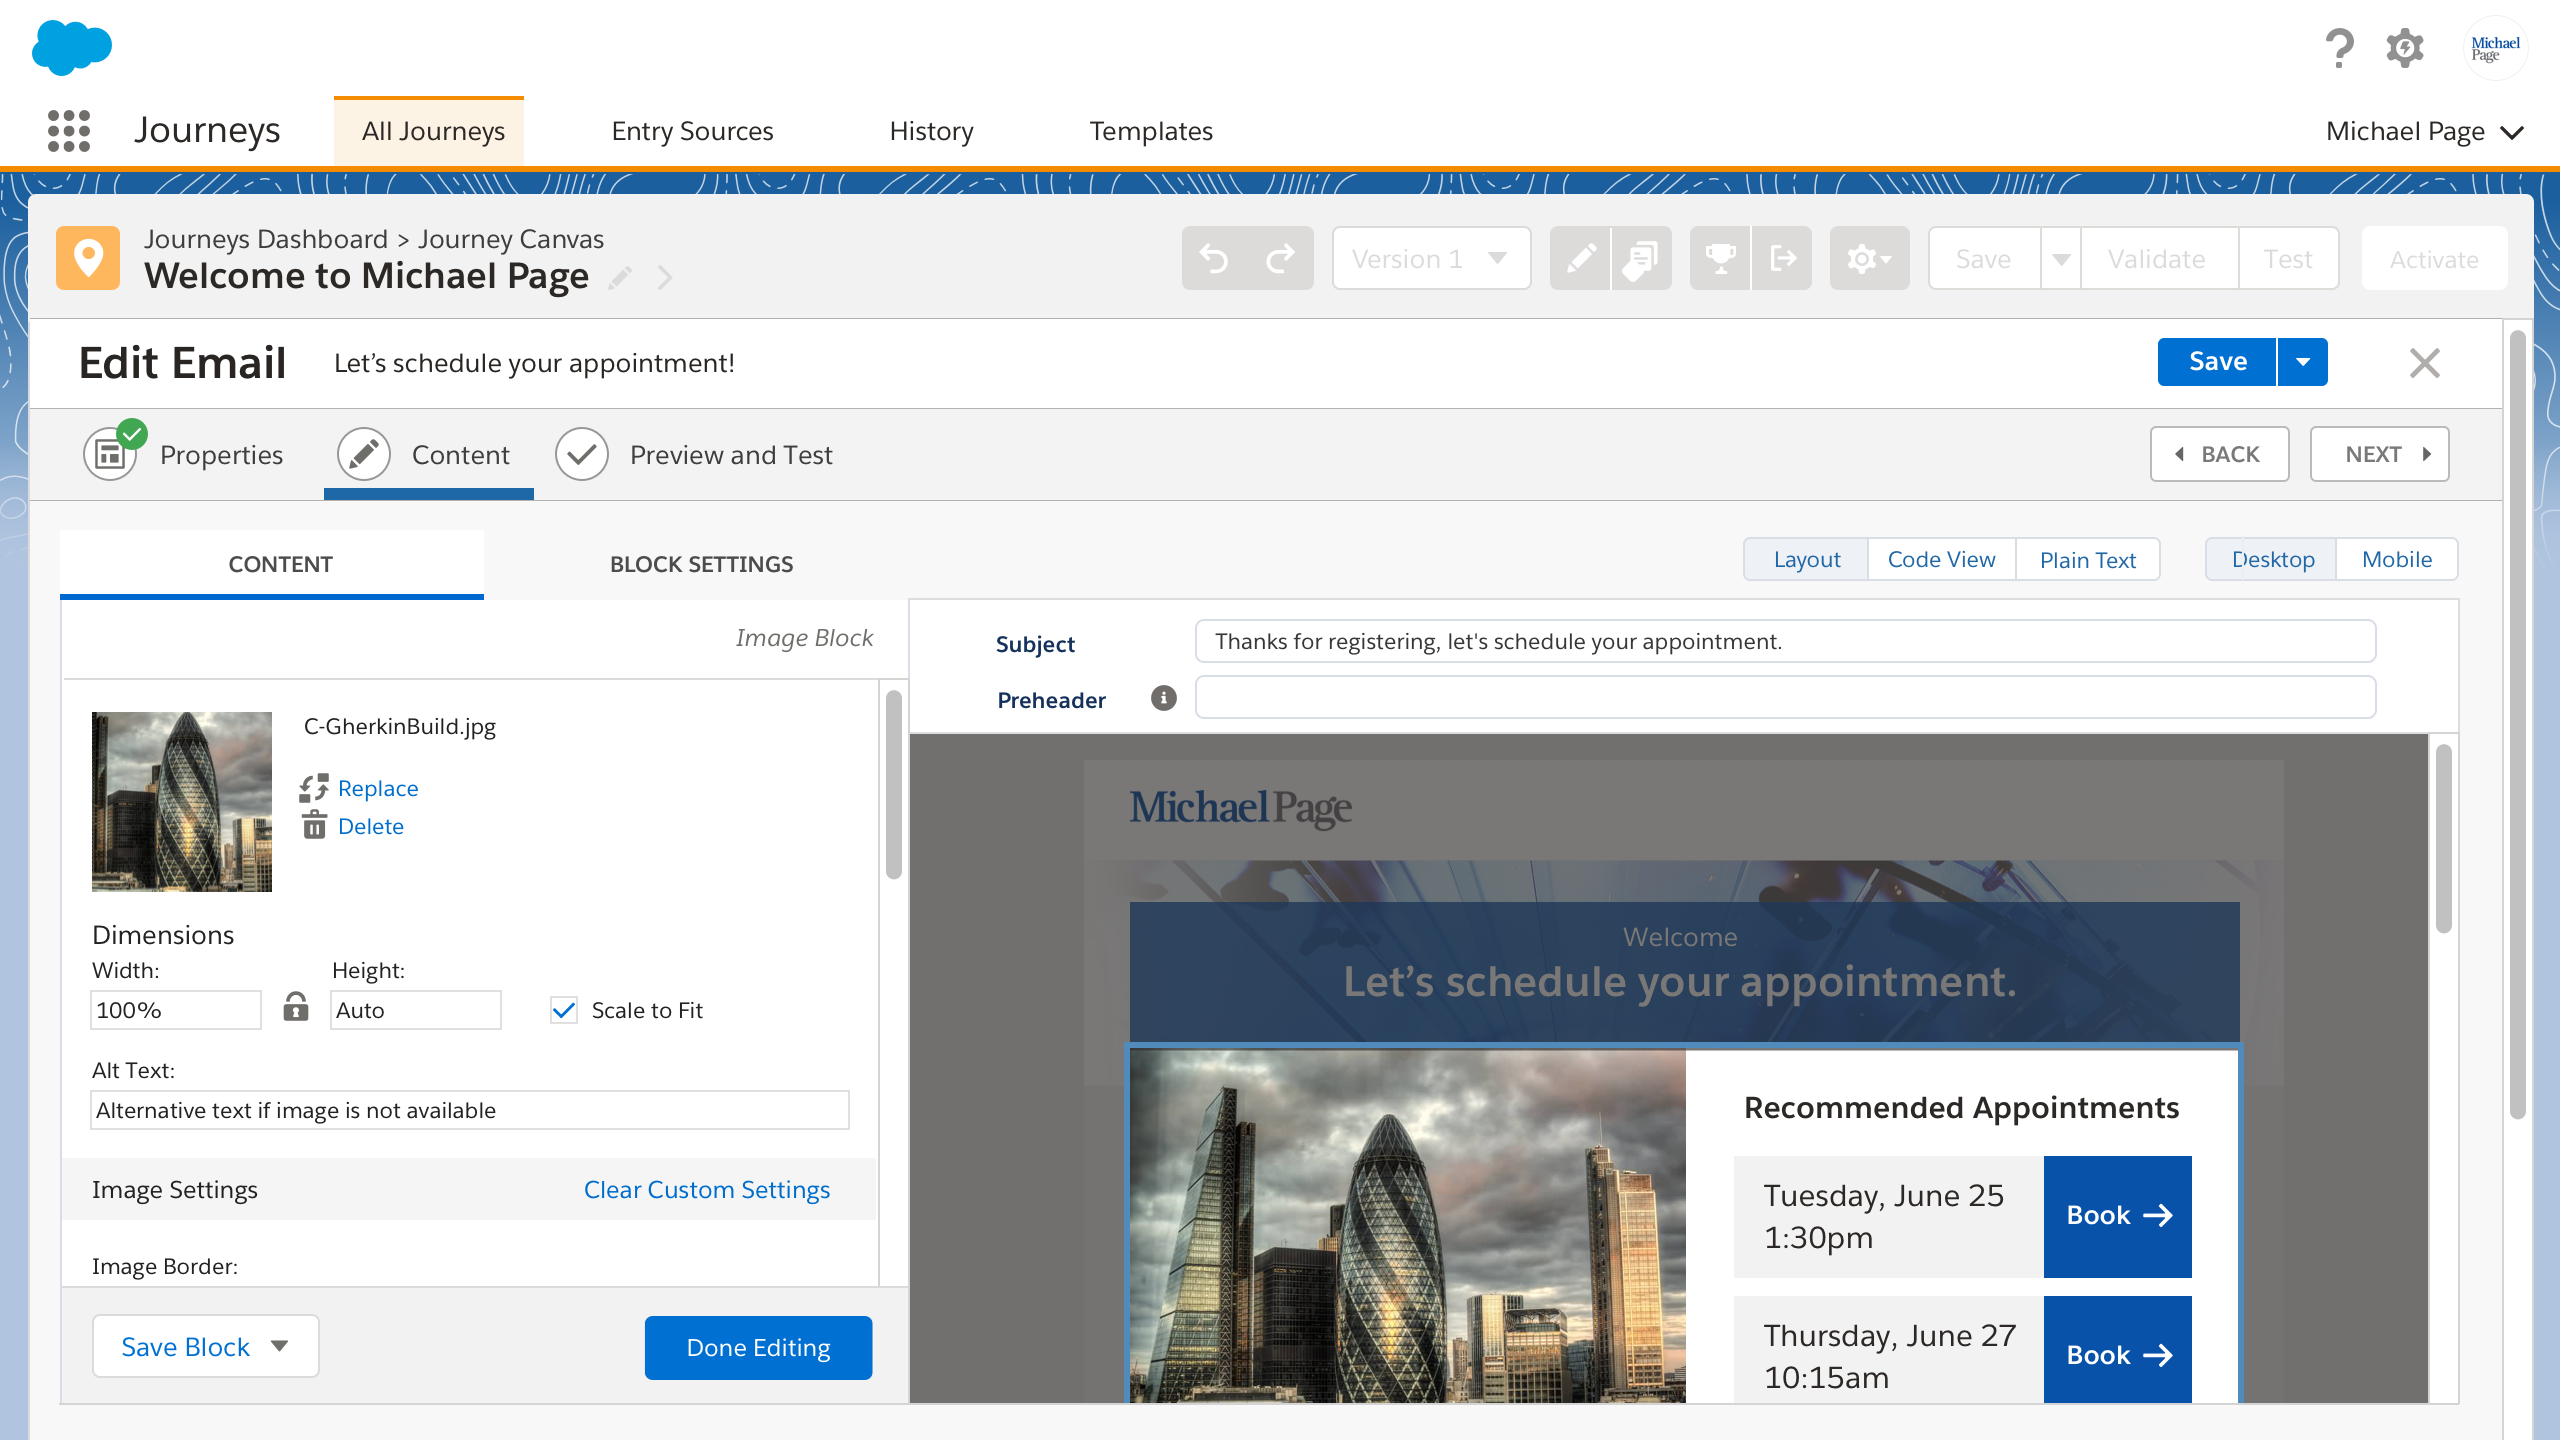 Michael
Page
Journeys
All Journeys
Entry Sources
History
Templates
Michael Page
Journeys Dashboard > Journey Canvas
Welcome to Michael Page
Version 1
Save
Validate
Test
Activate
Edit Email
Let’s schedule your appointment!
Save
Properties
Content
Preview and Test
BACK
NEXT
CONTENT
BLOCK SETTINGS
Layout
Code View
Plain Text
Desktop
Mobile
Image Block
Subject
Thanks for registering, let's schedule your appointment.
Preheader
C-GherkinBuild.jpg
Replace
Delete
Dimensions
Width:
Height:
100%
Auto
Scale to Fit
Alt Text:
Alternative text if image is not available
Image Settings
Clear Custom Settings
Image Border:
Save Block
Done Editing
MichaelPage
Welcome
Let’s schedule your appointment.
Recommended Appointments
Tuesday, June 25
1:30pm
Book
Thursday, June 27
10:15am
Book